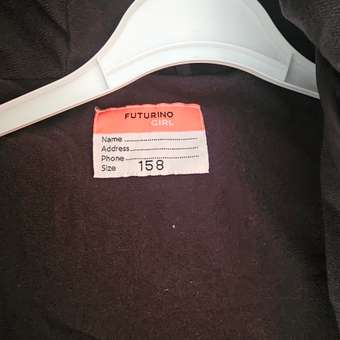 FUTURINO
GIRL
Name
Address
Phone
Size 158